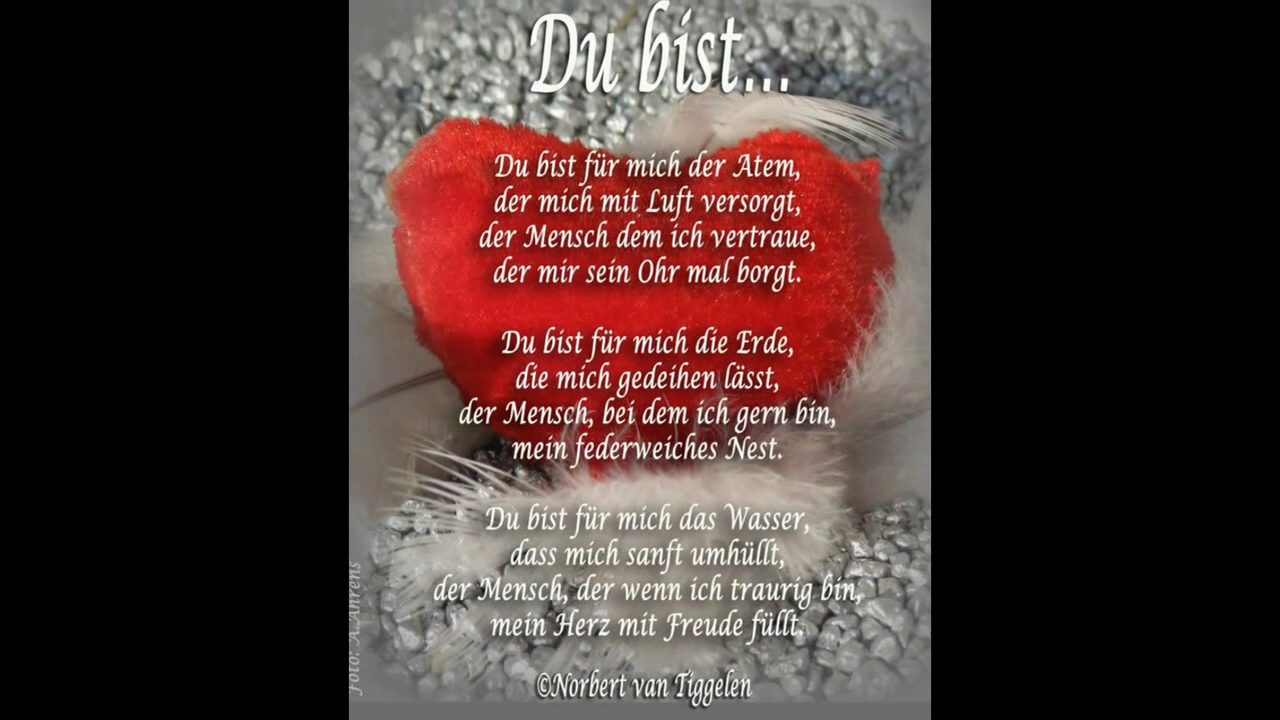 Du bist...
Du bist für mich der Atem,
der mich mit Luft versorgt,
der Mensch dem ich vertraue,
der mir sein Ohr mal borgt.
Du bist für mich die Erde,
die mich gedeihen lässt,
der Mensch, bei dem ich gern bin,
mein federweiches Nest.
Du bist für mich das Wasser,
dass mich sanft umhüllt,
der Mensch, der wenn ich traurig bin,
mein Herz mit Freude füllt.
©Norbert van Tiggelen
Foto: A.Ahrens